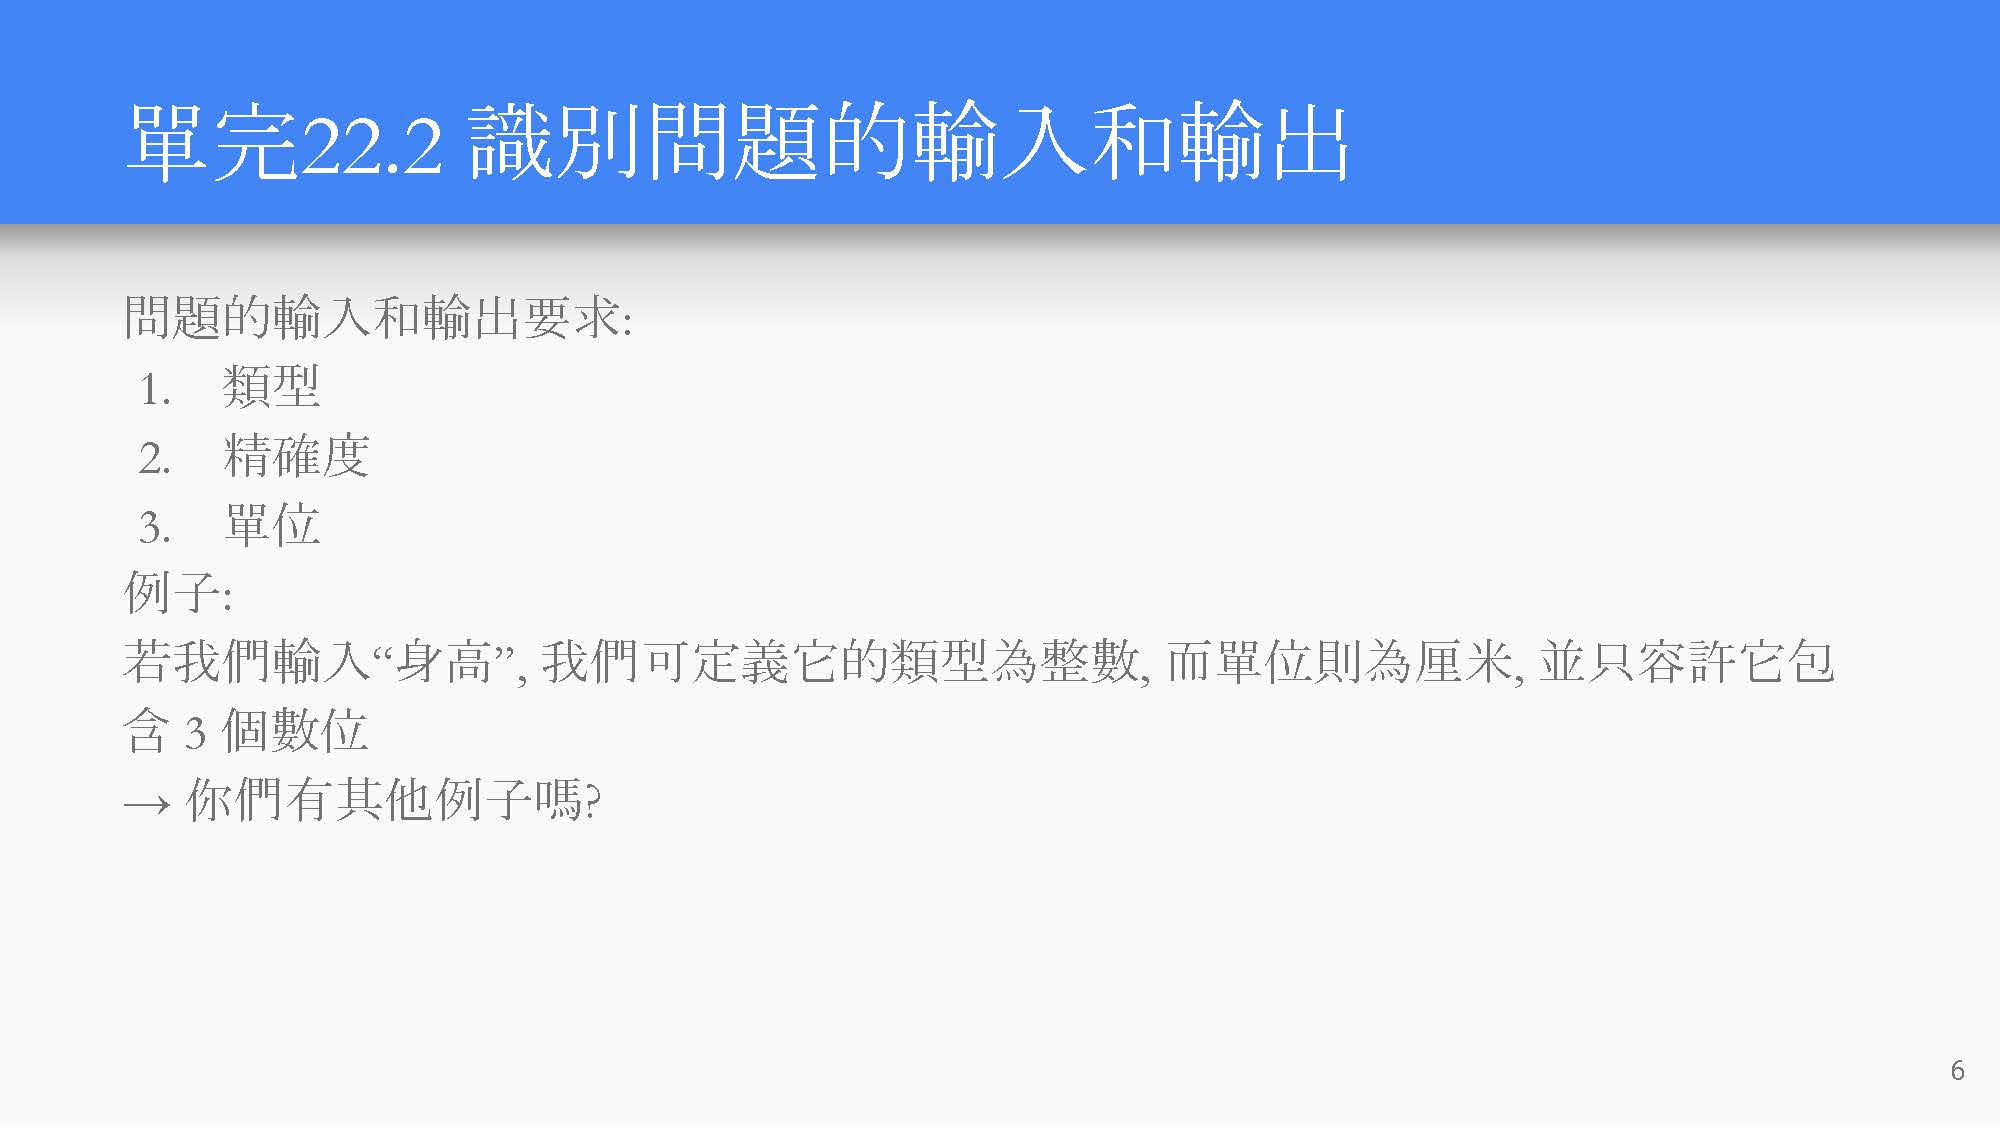 單完22.2 識別問題的輸入和輸出
問題的輸入和輸出要求:
1. 類型
2. 精確度
3. 單位
例子:
若我們輸入“身高”, 我們可定義它的類型為整數, 而單位則為厘米, 並只容許它包
含 3 個數位
→ 你們有其他例子嗎?
6